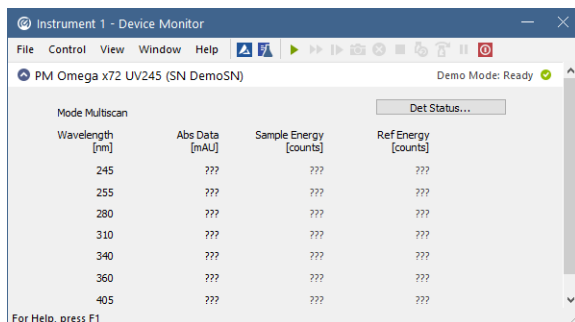 Instrument 1 - Device Monitor
File Control View Window Help
PM Omega x72 UV245 (SN DemoSN) Demo Mode: Ready
Mode Multiscan Det Status...
Wavelength Abs Data Sample Energy Ref Energy
[nm] [mAU] [counts] [counts]
245 ??? ??? ???
255 ??? ??? ???
280 ??? ??? ???
310 ??? ??? ???
340 ??? ??? ???
360 ??? ??? ???
405 ??? ??? ???
For Help, press F1